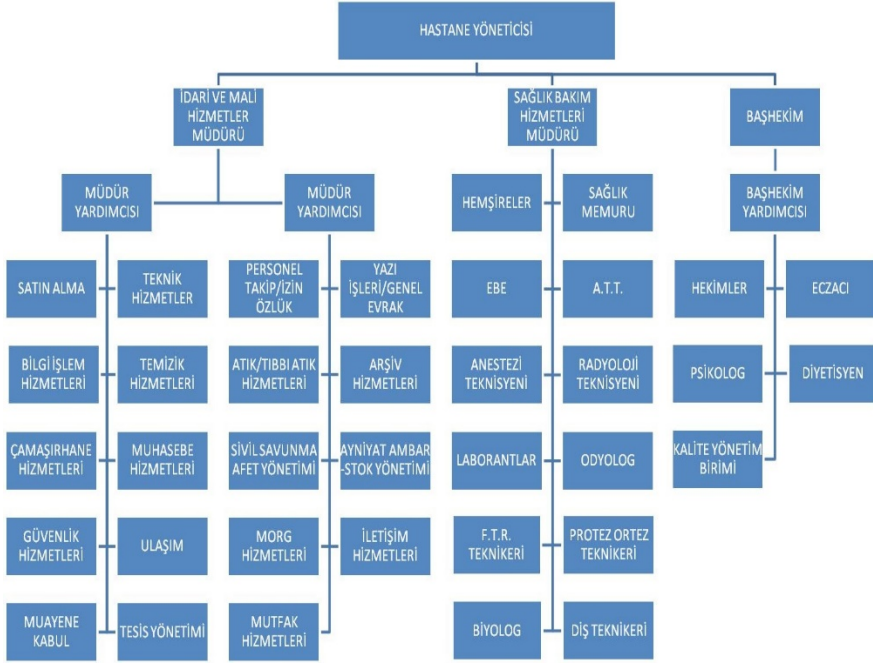 HASTANE YÖNETİCİSİ
İDARİ VE MALİ
HİZMETLER
MÜDÜRÜ
SAĞLIK BAKIM
HİZMETLERİ
MÜDÜRÜ
BAŞHEKİM
MÜDÜR
YARDIMCISI
MÜDÜR
YARDIMCISI
HEMŞİRELER
SAĞLIK
MEMURU
BAŞHEKİM
YARDIMCISI
SATIN ALMA
TEKNİK
HİZMETLER
PERSONEL
TAKİP/İZİN
ÖZLÜK
YAZI
İŞLERİ/GENEL
EVRAK
EBE
A.T.T.
HEKİMLER
ECZACI
BİLGİ İŞLEM
HİZMETLERİ
TEMİZİK
HİZMETLERİ
ATIK/TIBBI ATIK
HİZMETLERİ
ARŞİV
HİZMETLERİ
ANESTEZİ
TEKNİSYENİ
RADYOLOJİ
TEKNİSYENİ
PSİKOLOG
DİYETİSYEN
ÇAMAŞIRHANE
HİZMETLERİ
MUHASEBE
HİZMETLERİ
SİVİL SAVUNMA
AFET YÖNETİMİ
AYNİYAT AMBAR
-STOK YÖNETİMİ
LABORANTLAR
ODYOLOG
KALİTE YÖNETİM
BİRİMİ
GÜVENLİK
HİZMETLERİ
ULAŞIM
MORG
HİZMETLERİ
İLETİŞİM
HİZMETLERİ
F.T.R.
TEKNİKERİ
PROTEZ ORTEZ
TEKNİKERİ
MUAYENE
KABUL
TESİS YÖNETİMİ
MUTFAK
HİZMETLERİ
BİYOLOG
DİŞ TEKNİKERİ